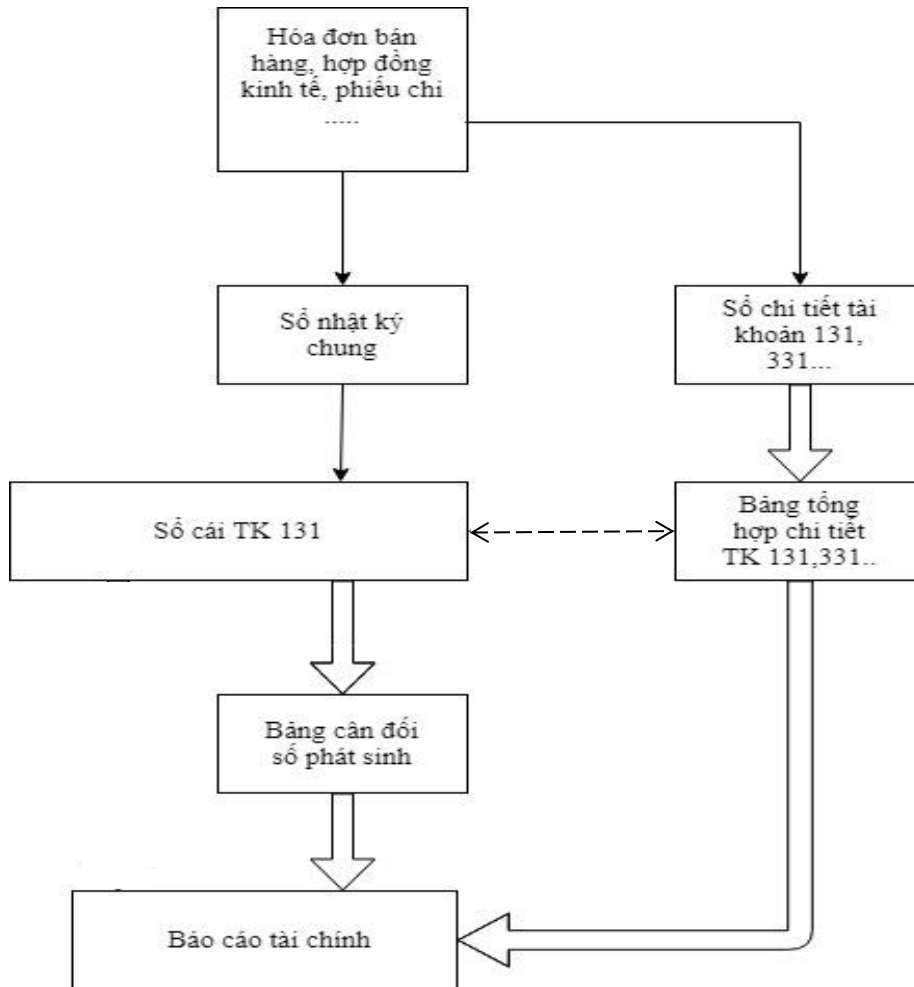 Hóa đơn bán
hàng, hợp đồng
kinh tế, phiếu chi
.....
Sổ nhật ký
chung
Sổ chi tiết tài
khoản 131,
331...
Sổ cái TK 131
Bảng tổng
hợp chi tiết
TK 131,331..
Bảng cân đối
số phát sinh
Báo cáo tài chính